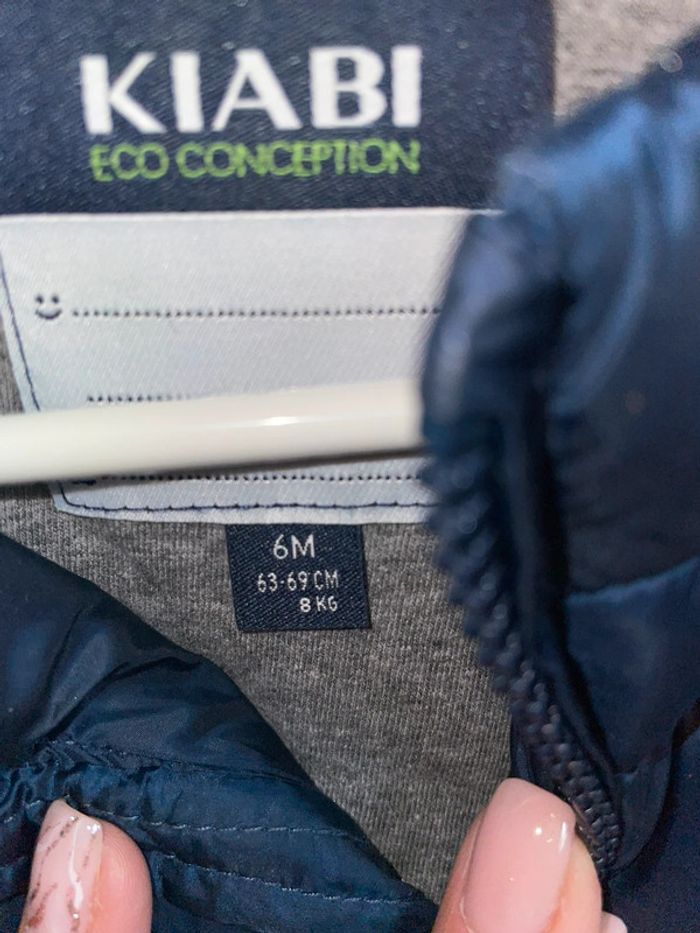 KIABI
ECO CONCEPTION
6M
63-69 CM
8 KG